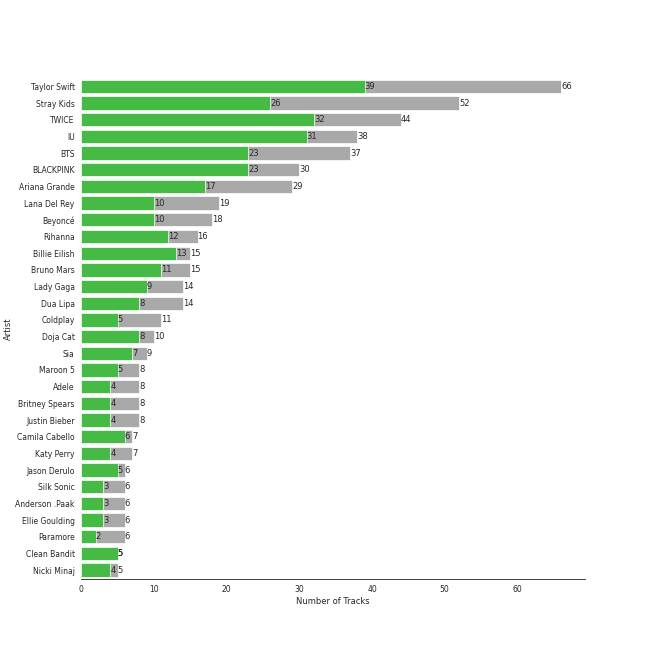 Taylor Swift 39 66
Stray Kids 26 52
TWICE 32 44
IU 31 38
BTS 23 37
BLACKPINK 23 30
Ariana Grande 17 29
Lana Del Rey 10 19
Beyoncé 10 18
Rihanna 12 16
Billie Eilish 13 15
Bruno Mars 11 15
Lady Gaga 9 14
Dua Lipa 8 14
Coldplay 5 11
Doja Cat 8 10
Sia 7 9
Maroon 5 5 8
Adele 4 8
Britney Spears 4 8
Justin Bieber 4 8
Camila Cabello 6 7
Katy Perry 4 7
Jason Derulo 5 6
Silk Sonic 3 6
Anderson .Paak 3 6
Ellie Goulding 3 6
Paramore 2 6
Clean Bandit 5 5
Nicki Minaj 4 5
Artist
0 10 20 30 40 50 60
Number of Tracks